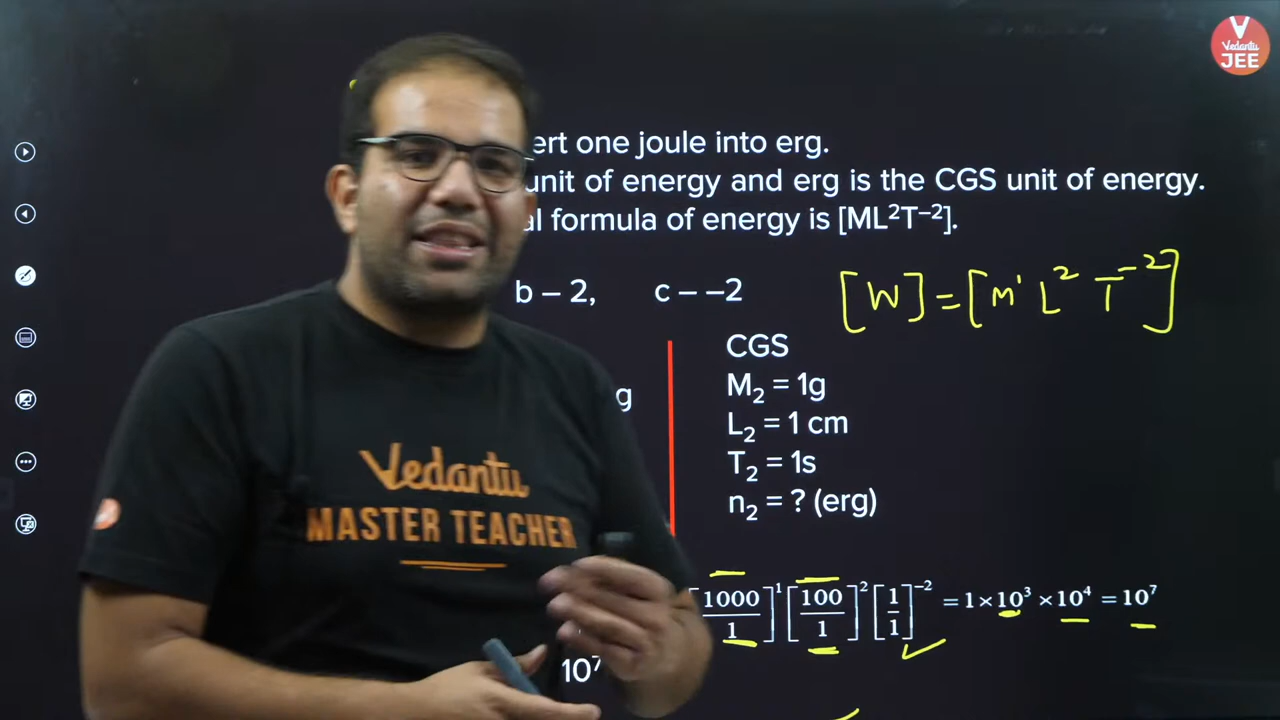 V
Vedantu
JEE
ert one joule into erg.
unit of energy and erg is the CGS unit of energy.
al formula of energy is [ML²T⁻²].
b – 2, c – –2
[W] = [M¹ L² T⁻²]
CGS
M₂ = 1g
g
L₂ = 1 cm
T₂ = 1s
n₂ = ? (erg)
Vedantu
MASTER TEACHER
[1000/1]¹ [100/1]² [1/1]⁻² = 1 × 10³ × 10⁴ = 10⁷
10⁷